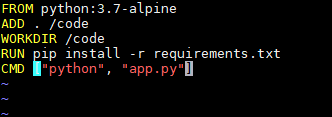 FROM python:3.7-alpine
ADD . /code
WORKDIR /code
RUN pip install -r requirements.txt
CMD ["python", "app.py"]
~
~
~